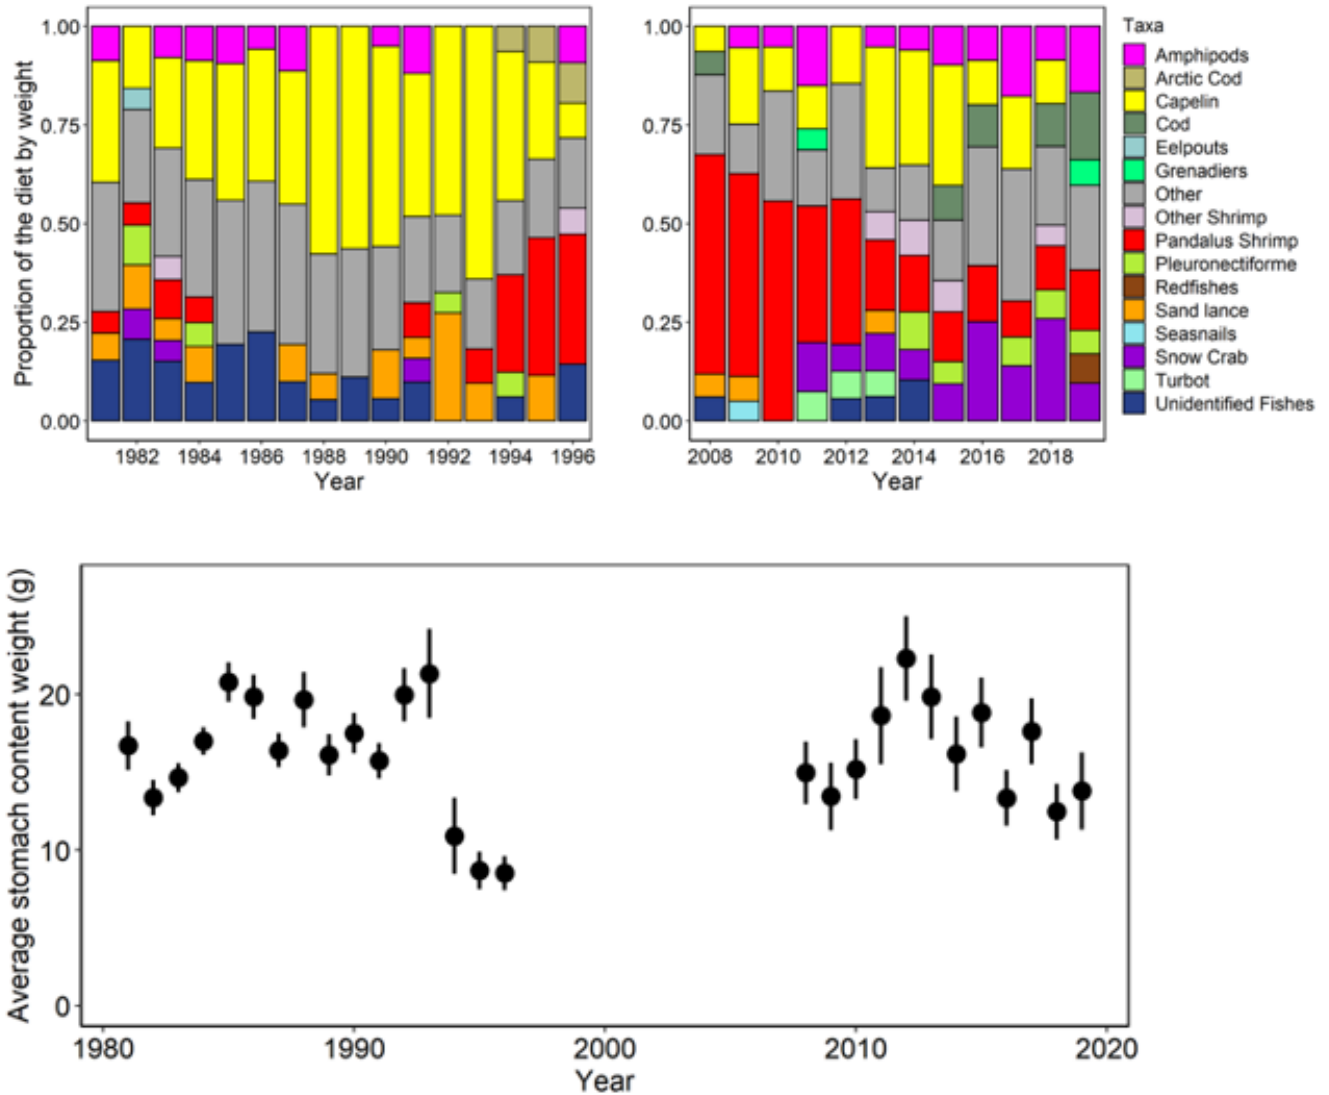 Proportion of the diet by weight
1.00
0.75
0.50
0.25
0.00
1982 1984 1986 1988 1990 1992 1994 1996
Year
1.00
0.75
0.50
0.25
0.00
2008 2010 2012 2014 2016 2018
Year
Taxa
Amphipods
Arctic Cod
Capelin
Cod
Eelpouts
Grenadiers
Other
Other Shrimp
Pandalus Shrimp
Pleuronectiforme
Redfishes
Sand lance
Seasnails
Snow Crab
Turbot
Unidentified Fishes
Average stomach content weight (g)
20
10
0
1980 1990 2000 2010 2020
Year